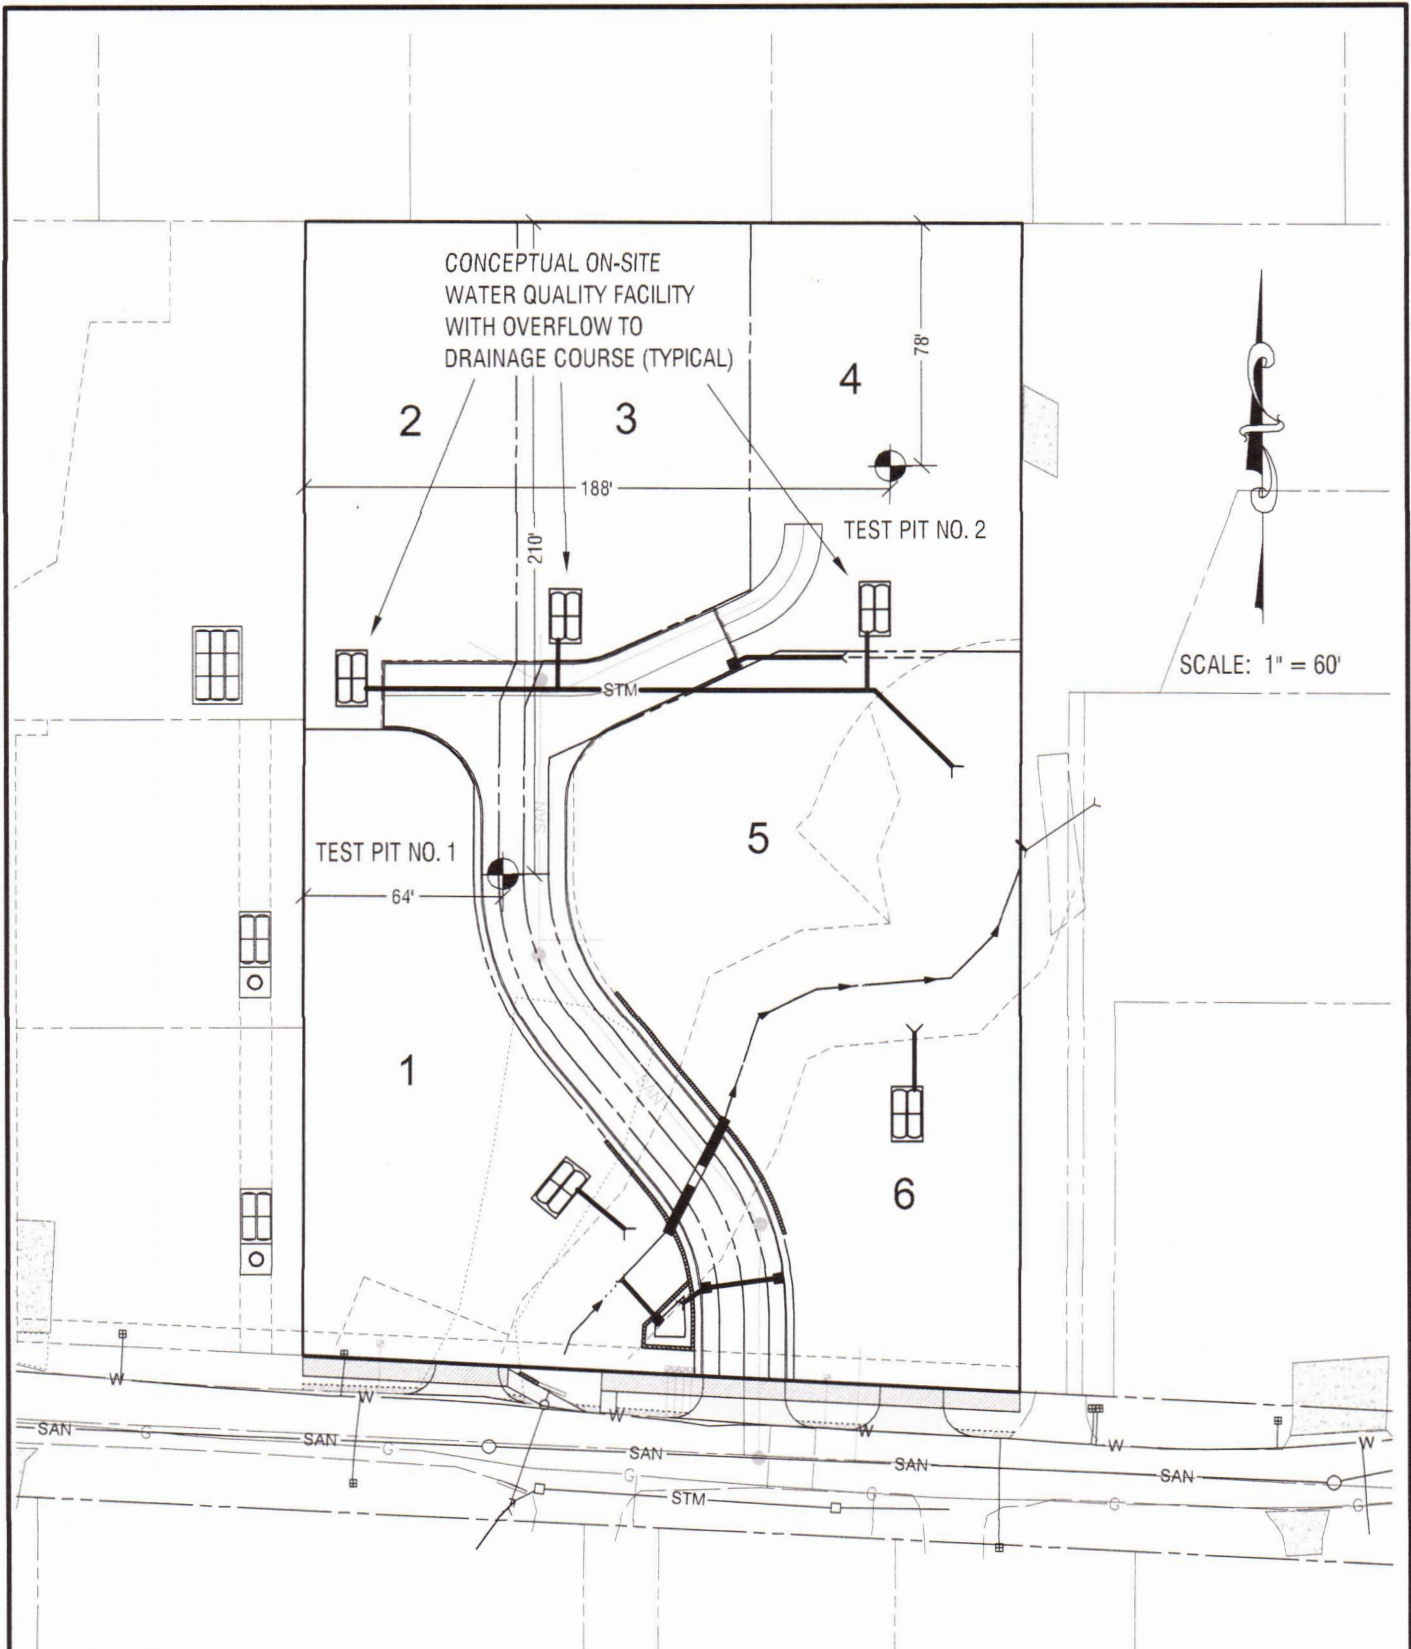 CONCEPTUAL ON-SITE
WATER QUALITY FACILITY
WITH OVERFLOW TO
DRAINAGE COURSE (TYPICAL)
78'
4
2
3
188'
TEST PIT NO. 2
210'
SCALE: 1" = 60'
STM
SAN
5
TEST PIT NO. 1
64'
1
SAN
6
W
W
W
W
W
W
SAN
G
SAN
G
SAN
SAN
SAN
G
STM
G
G
G